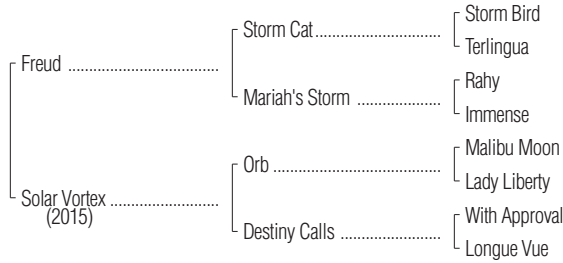 Storm Bird
Storm Cat
Terlingua
Freud
Rahy
Mariah's Storm
Immense
Malibu Moon
Orb
Lady Liberty
Solar Vortex
(2015)
With Approval
Destiny Calls
Longue Vue